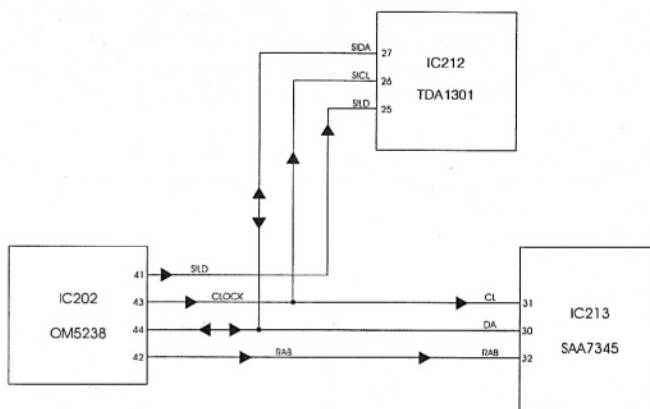 SIDA 27
SICL 26
SILD 25
IC212
TDA1301
41 SILD
43 CLOCK CL 31
44 DA 30
42 RAB RAB 32
IC202
OM5238
IC213
SAA7345